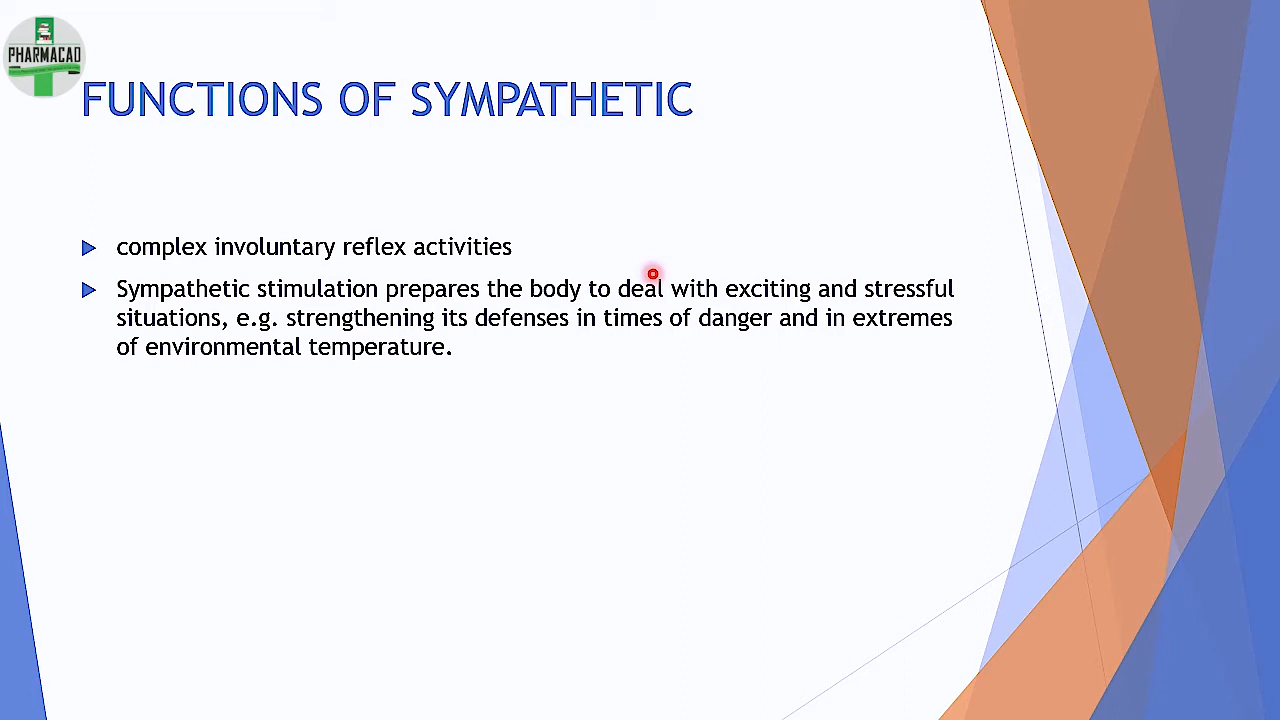 PHARMACAD
FUNCTIONS OF SYMPATHETIC
complex involuntary reflex activities
Sympathetic stimulation prepares the body to deal with exciting and stressful
situations, e.g. strengthening its defenses in times of danger and in extremes
of environmental temperature.